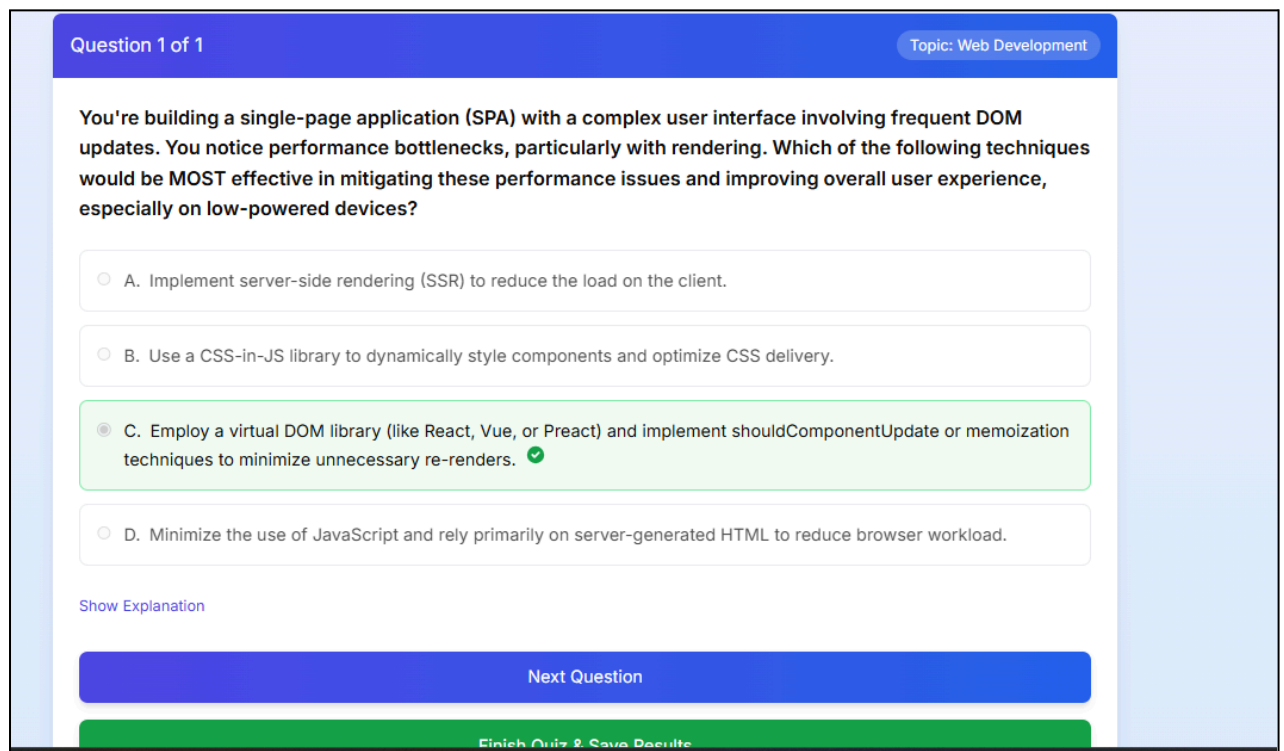 Question 1 of 1
Topic: Web Development
You're building a single-page application (SPA) with a complex user interface involving frequent DOM
updates. You notice performance bottlenecks, particularly with rendering. Which of the following techniques
would be MOST effective in mitigating these performance issues and improving overall user experience,
especially on low-powered devices?
A. Implement server-side rendering (SSR) to reduce the load on the client.
B. Use a CSS-in-JS library to dynamically style components and optimize CSS delivery.
C. Employ a virtual DOM library (like React, Vue, or Preact) and implement shouldComponentUpdate or memoization
techniques to minimize unnecessary re-renders.
D. Minimize the use of JavaScript and rely primarily on server-generated HTML to reduce browser workload.
Show Explanation
Next Question
Finish Quiz & Save Results